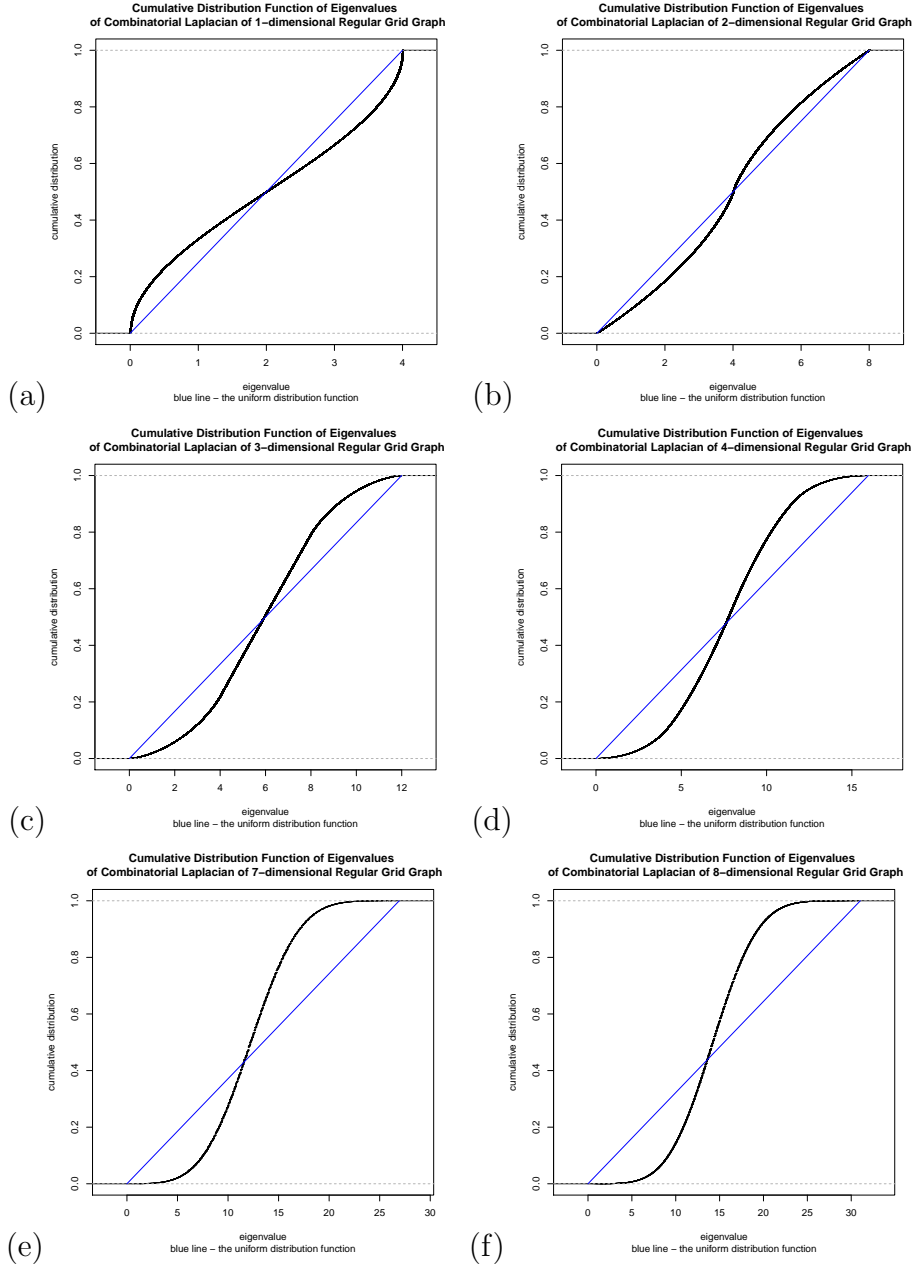 Cumulative Distribution Function of Eigenvalues
of Combinatorial Laplacian of 1−dimensional Regular Grid Graph
cumulative distribution
0.0 0.2 0.4 0.6 0.8 1.0
0 1 2 3 4
eigenvalue
blue line − the uniform distribution function
(a)
Cumulative Distribution Function of Eigenvalues
of Combinatorial Laplacian of 2−dimensional Regular Grid Graph
cumulative distribution
0.0 0.2 0.4 0.6 0.8 1.0
0 2 4 6 8
eigenvalue
blue line − the uniform distribution function
(b)
Cumulative Distribution Function of Eigenvalues
of Combinatorial Laplacian of 3−dimensional Regular Grid Graph
cumulative distribution
0.0 0.2 0.4 0.6 0.8 1.0
0 2 4 6 8 10 12
eigenvalue
blue line − the uniform distribution function
(c)
Cumulative Distribution Function of Eigenvalues
of Combinatorial Laplacian of 4−dimensional Regular Grid Graph
cumulative distribution
0.0 0.2 0.4 0.6 0.8 1.0
0 5 10 15
eigenvalue
blue line − the uniform distribution function
(d)
Cumulative Distribution Function of Eigenvalues
of Combinatorial Laplacian of 7−dimensional Regular Grid Graph
cumulative distribution
0.0 0.2 0.4 0.6 0.8 1.0
0 5 10 15 20 25 30
eigenvalue
blue line − the uniform distribution function
(e)
Cumulative Distribution Function of Eigenvalues
of Combinatorial Laplacian of 8−dimensional Regular Grid Graph
cumulative distribution
0.0 0.2 0.4 0.6 0.8 1.0
0 5 10 15 20 25 30
eigenvalue
blue line − the uniform distribution function
(f)